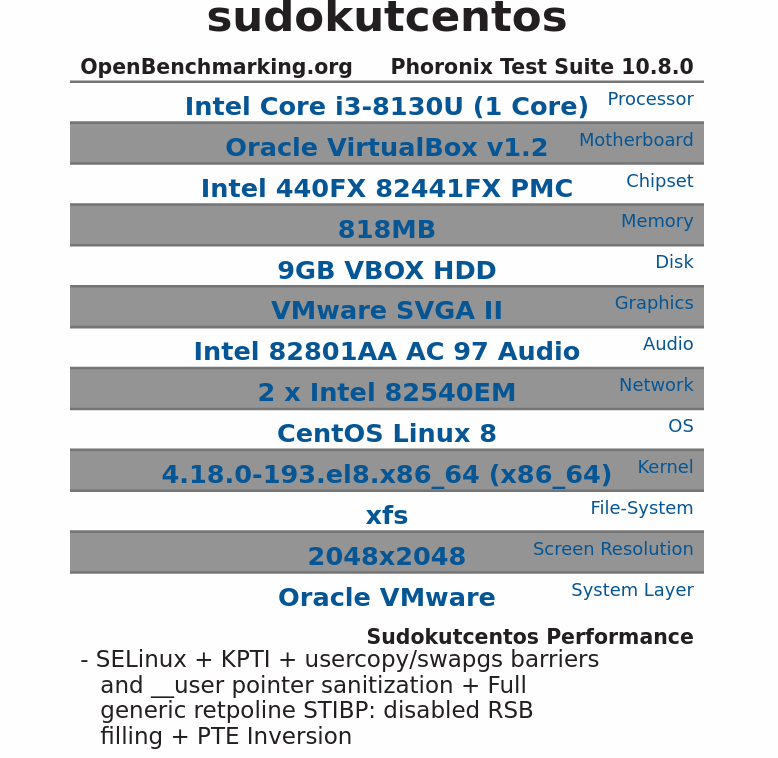 sudokutcentos
OpenBenchmarking.org Phoronix Test Suite 10.8.0
Intel Core i3-8130U (1 Core) Processor
Oracle VirtualBox v1.2 Motherboard
Intel 440FX 82441FX PMC Chipset
818MB Memory
9GB VBOX HDD Disk
VMware SVGA II Graphics
Intel 82801AA AC 97 Audio Audio
2 x Intel 82540EM Network
CentOS Linux 8 OS
4.18.0-193.el8.x86_64 (x86_64) Kernel
xfs File-System
2048x2048 Screen Resolution
Oracle VMware System Layer
Sudokutcentos Performance
- SELinux + KPTI + usercopy/swapgs barriers
and __user pointer sanitization + Full
generic retpoline STIBP: disabled RSB
filling + PTE Inversion